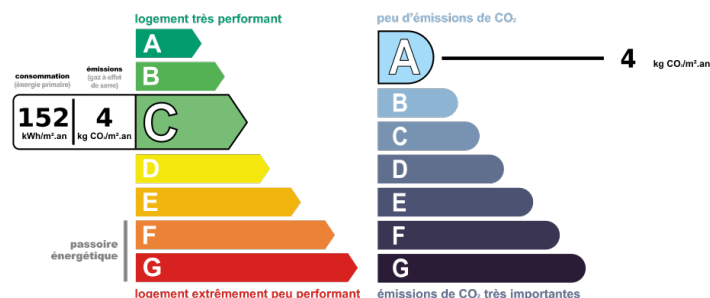 logement très performant
A
B
consommation
(énergie primaire)
émissions
(gaz à effet
de serre)
152
kWh/m².an
4
kg CO₂/m².an
C
D
E
F
G
passoire
énergétique
logement extrêmement peu performant
peu d'émissions de CO₂
A
4 kg CO₂/m².an
B
C
D
E
F
G
émissions de CO₂ très importantes